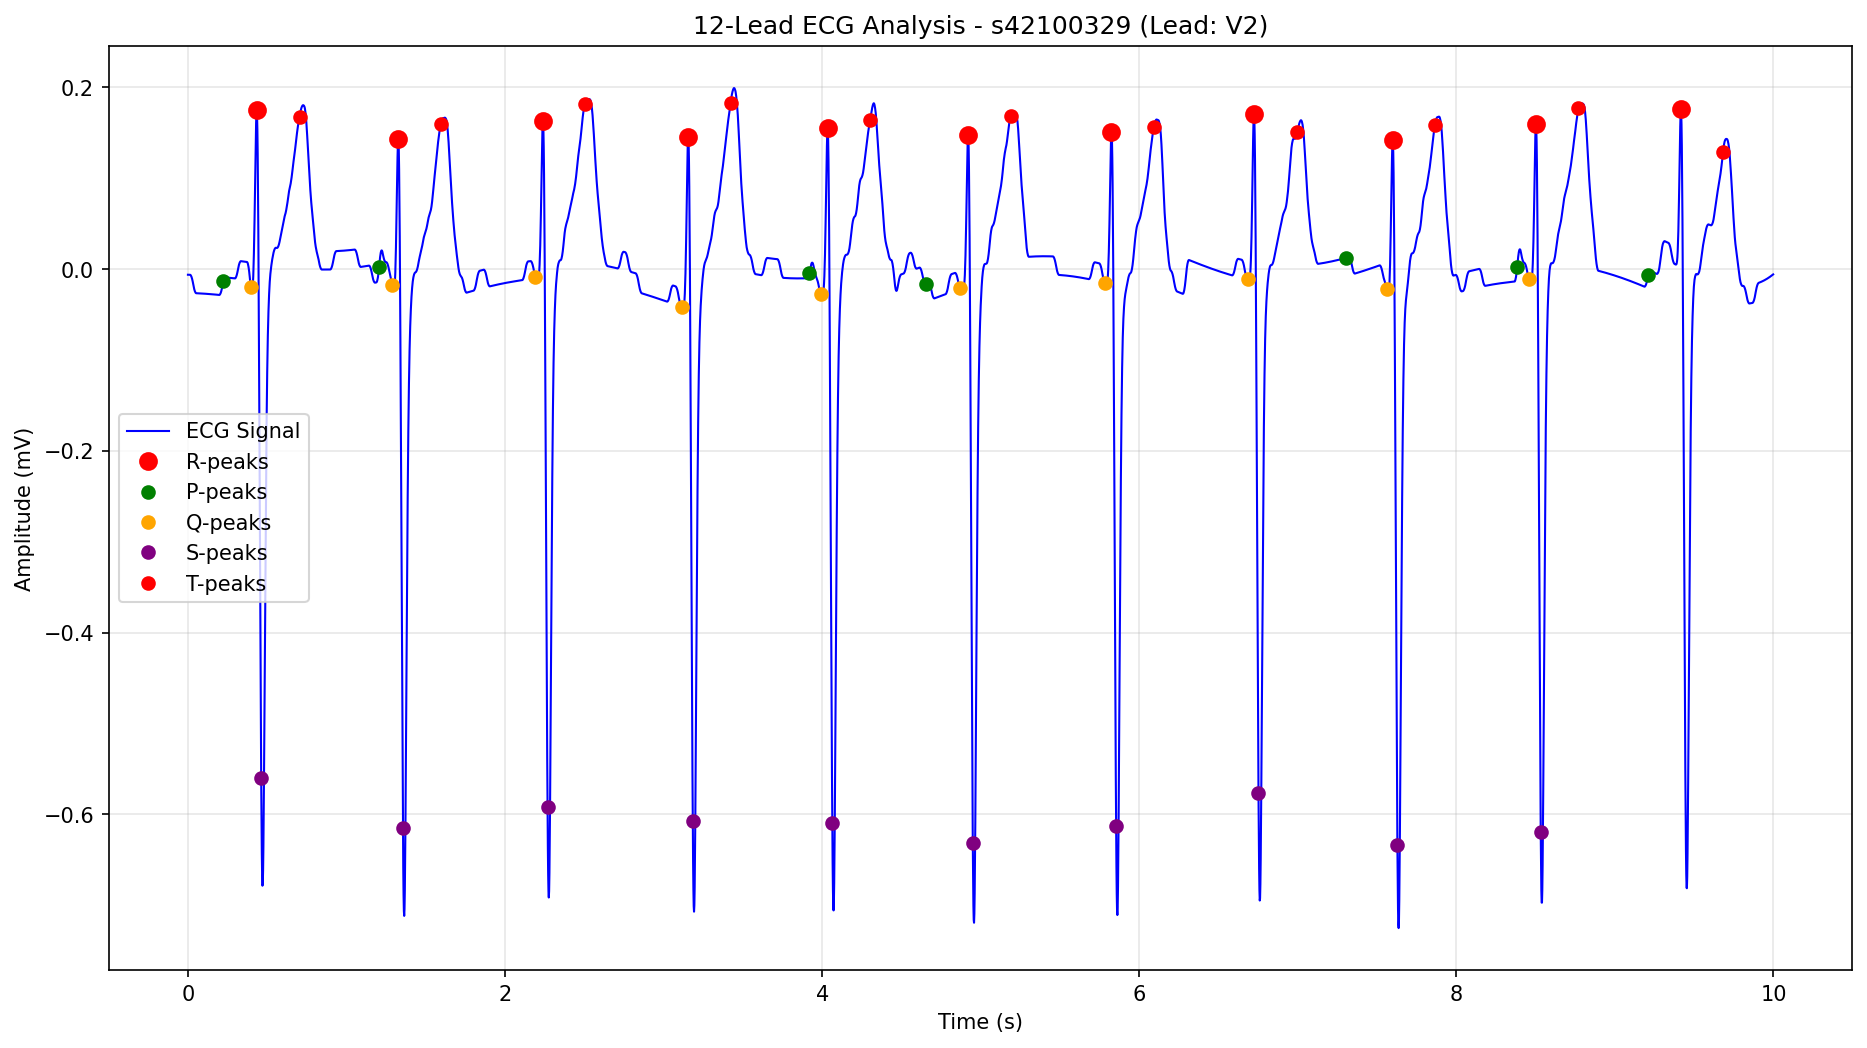 12-Lead ECG Analysis - s42100329 (Lead: V2)
Amplitude (mV)
0.2
0.0
−0.2
−0.4
−0.6
ECG Signal
R-peaks
P-peaks
Q-peaks
S-peaks
T-peaks
0 2 4 6 8 10
Time (s)